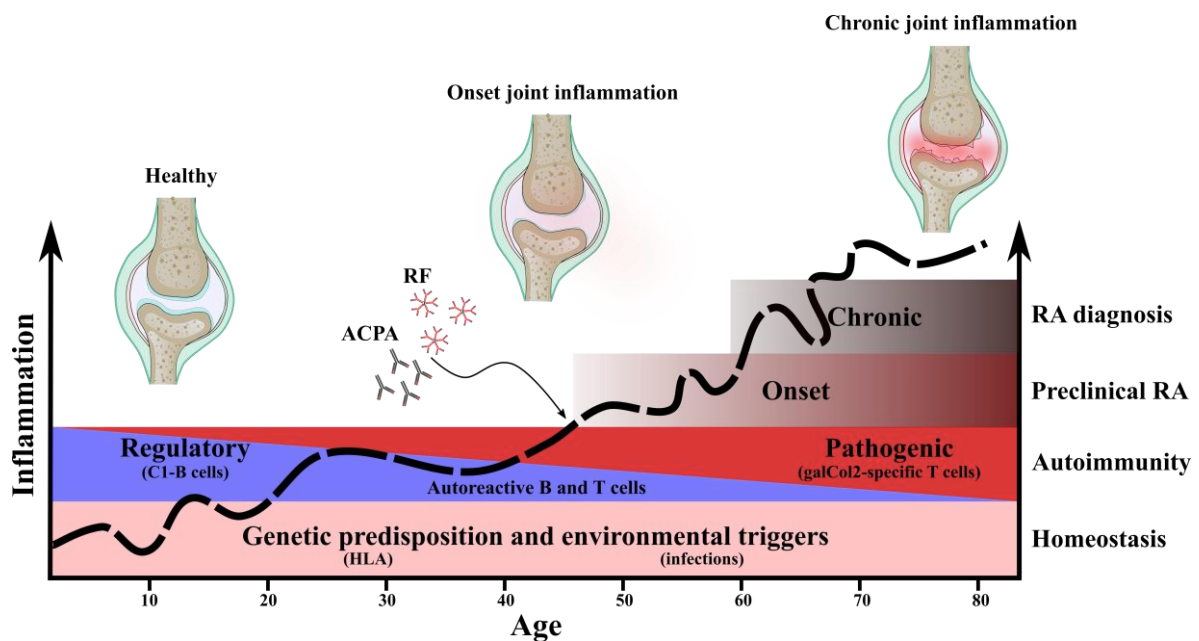 Chronic joint inflammation
Onset joint inflammation
Healthy
RF
ACPA
Inflammation
Chronic
RA diagnosis
Onset
Preclinical RA
Regulatory
(C1-B cells)
Pathogenic
(galCol2-specific T cells)
Autoimmunity
Autoreactive B and T cells
Genetic predisposition and environmental triggers
(HLA)
(infections)
Homeostasis
10 20 30 40 50 60 70 80
Age